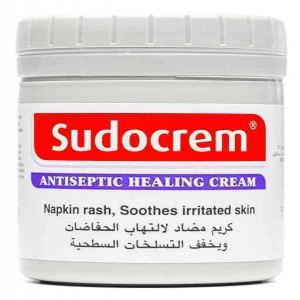 Sudocrem®
ANTISEPTIC HEALING CREAM
Napkin rash, Soothes irritated skin
كريم مضاد لالتهاب الحفاضات
ويخفف التسلخات السطحية